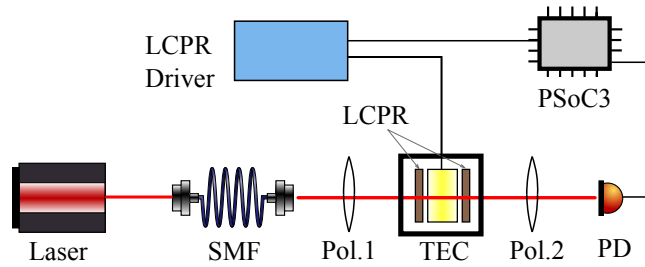 LCPR
Driver
PSoC3
LCPR
Laser
SMF
Pol.1
TEC
Pol.2
PD